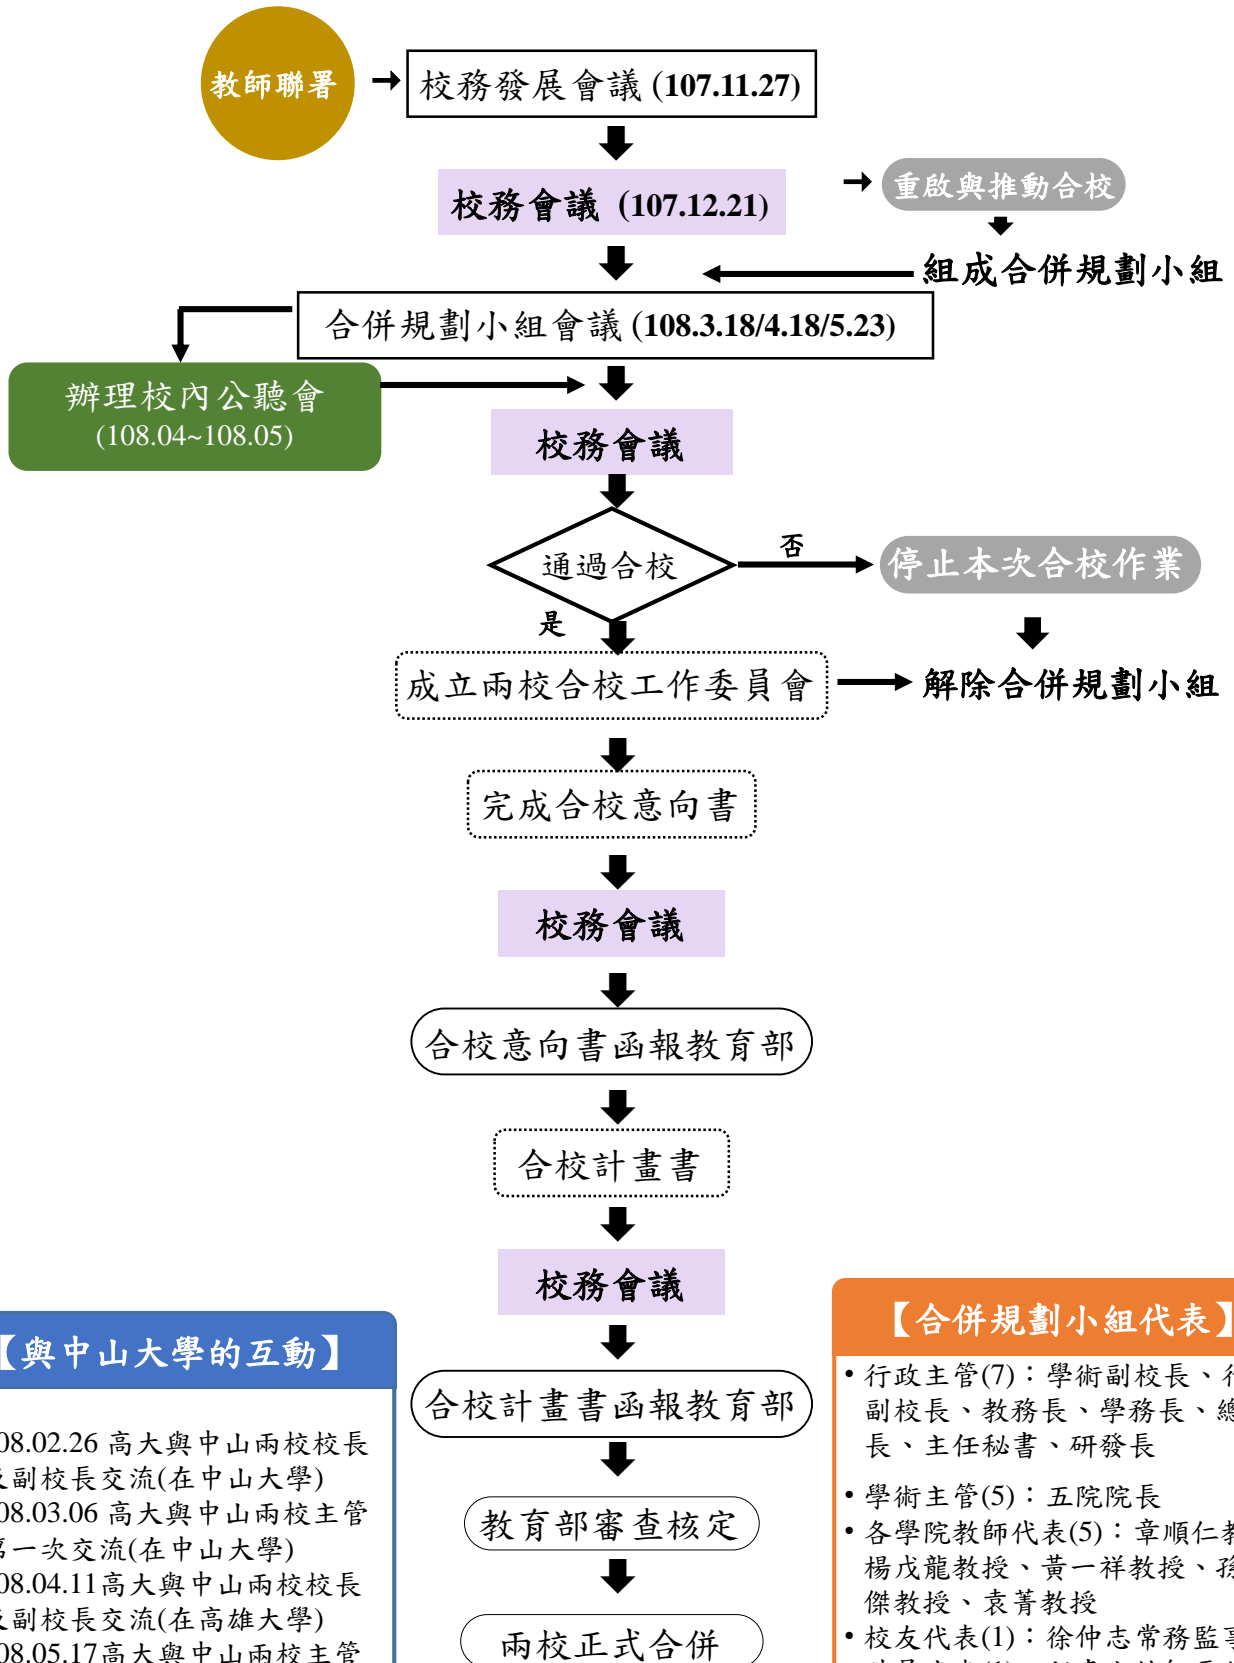 教師聯署
校務發展會議 (107.11.27)
校務會議 (107.12.21)
重啟與推動合校
組成合併規劃小組
合併規劃小組會議 (108.3.18/4.18/5.23)
辦理校內公聽會
(108.04~108.05)
校務會議
通過合校
否
停止本次合校作業
是
成立兩校合校工作委員會
解除合併規劃小組
完成合校意向書
校務會議
合校意向書函報教育部
合校計畫書
校務會議
合校計畫書函報教育部
教育部審查核定
兩校正式合併
【與中山大學的互動】
08.02.26 高大與中山兩校校長
副校長交流(在中山大學)
08.03.06 高大與中山兩校主管
第一次交流(在中山大學)
08.04.11高大與中山兩校校長
副校長交流(在高雄大學)
08.05.17高大與中山兩校主管
【合併規劃小組代表】
• 行政主管(7)：學術副校長、行
副校長、教務長、學務長、總
長、主任秘書、研發長
• 學術主管(5)：五院院長
• 各學院教師代表(5)：章順仁教
楊戊龍教授、黃一祥教授、孫
傑教授、袁菁教授
• 校友代表(1)：徐仲志常務監事